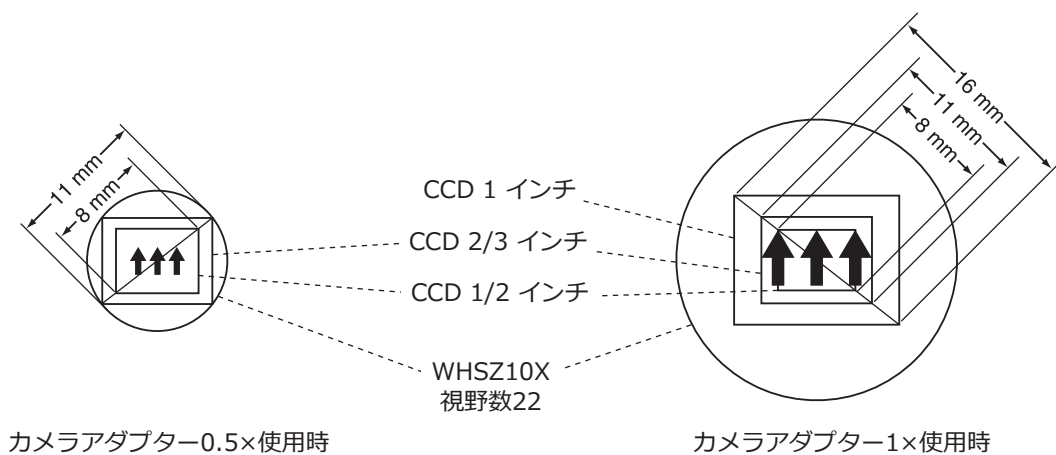 11 mm
8 mm
CCD 1 インチ
CCD 2/3 インチ
CCD 1/2 インチ
WHSZ10X
視野数22
16 mm
11 mm
8 mm
カメラアダプター0.5×使用時
カメラアダプター1×使用時